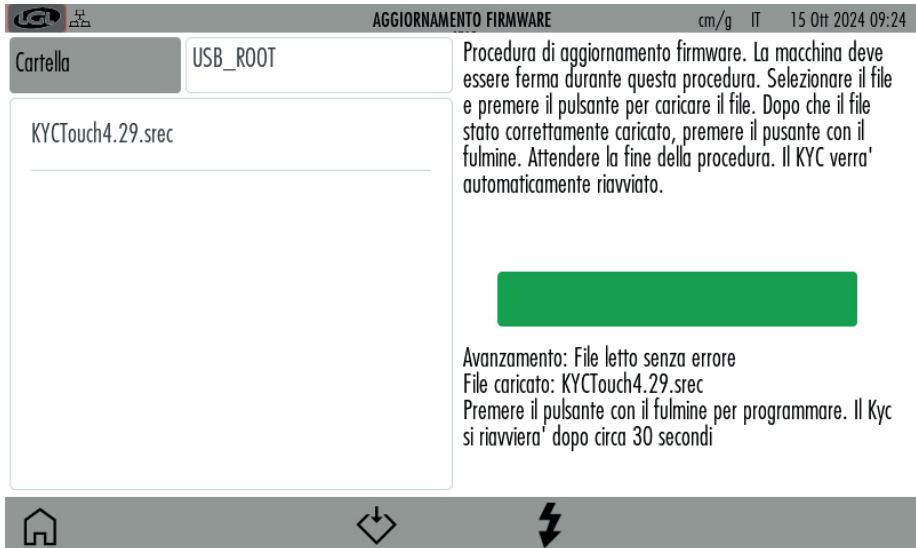 LGL
AGGIORNAMENTO FIRMWARE
cm/g IT 15 Ott 2024 09:24
Cartella
USB_ROOT
KYCTouch4.29.srec
Procedura di aggiornamento firmware. La macchina deve
essere ferma durante questa procedura. Selezionare il file
e premere il pulsante per caricare il file. Dopo che il file
stato correttamente caricato, premere il pusante con il
fulmine. Attendere la fine della procedura. Il KYC verra'
automaticamente riavviato.
Avanzamento: File letto senza errore
File caricato: KYCTouch4.29.srec
Premere il pulsante con il fulmine per programmare. Il Kyc
si riavviera' dopo circa 30 secondi